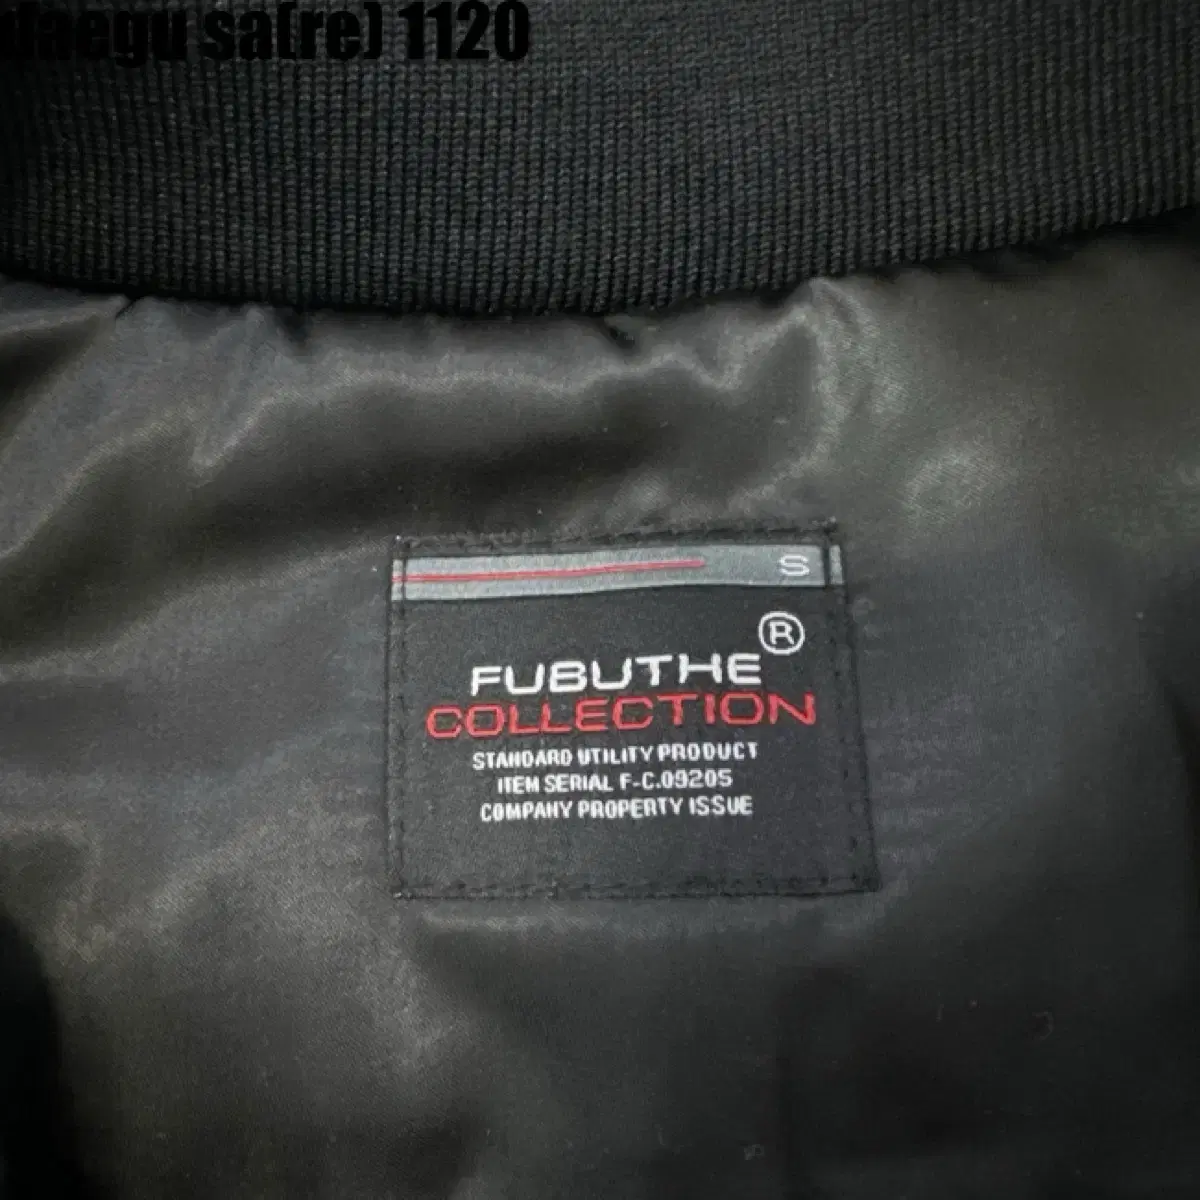 daegu sa(re) 1120
S
FUBUTHE®
COLLECTION
STANDARD UTILITY PRODUCT
ITEM SERIAL F-C.09205
COMPANY PROPERTY ISSUE